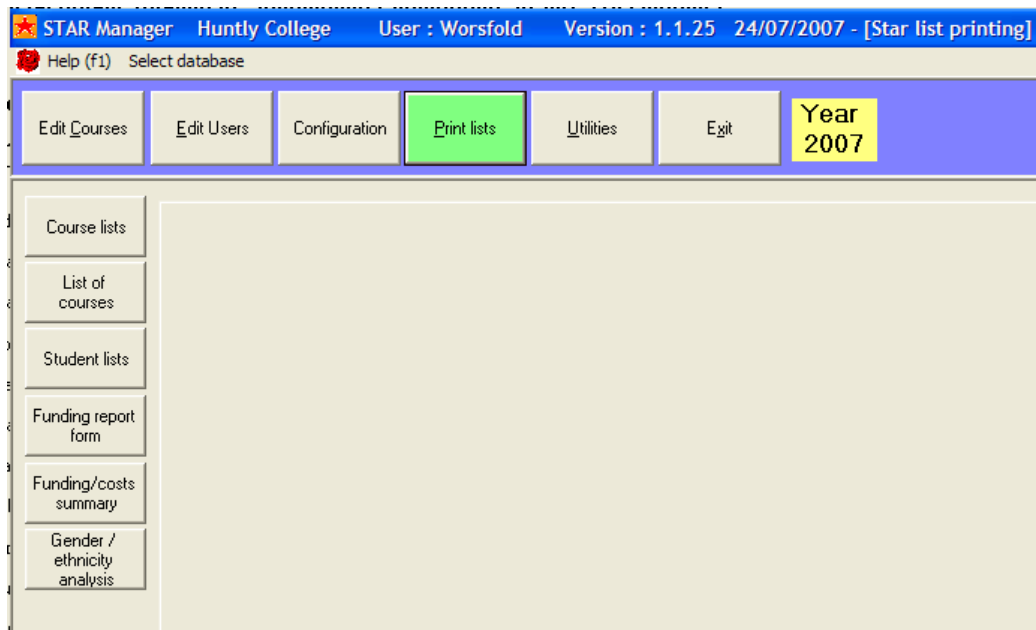 STAR Manager Huntly College User : Worsfold Version : 1.1.25 24/07/2007 - [Star list printing]
Help (f1) Select database
Edit Courses Edit Users Configuration Print lists Utilities Exit Year
2007
Course lists
List of
courses
Student lists
Funding report
form
Funding/costs
summary
Gender /
ethnicity
analysis